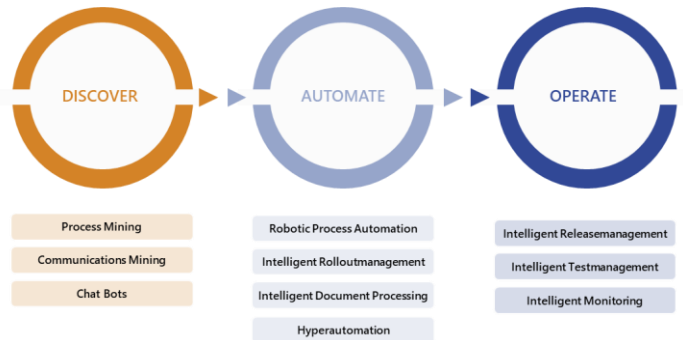 DISCOVER
AUTOMATE
OPERATE
Process Mining
Communications Mining
Chat Bots
Robotic Process Automation
Intelligent Rolloutmanagement
Intelligent Document Processing
Hyperautomation
Intelligent Releasemanagement
Intelligent Testmanagement
Intelligent Monitoring